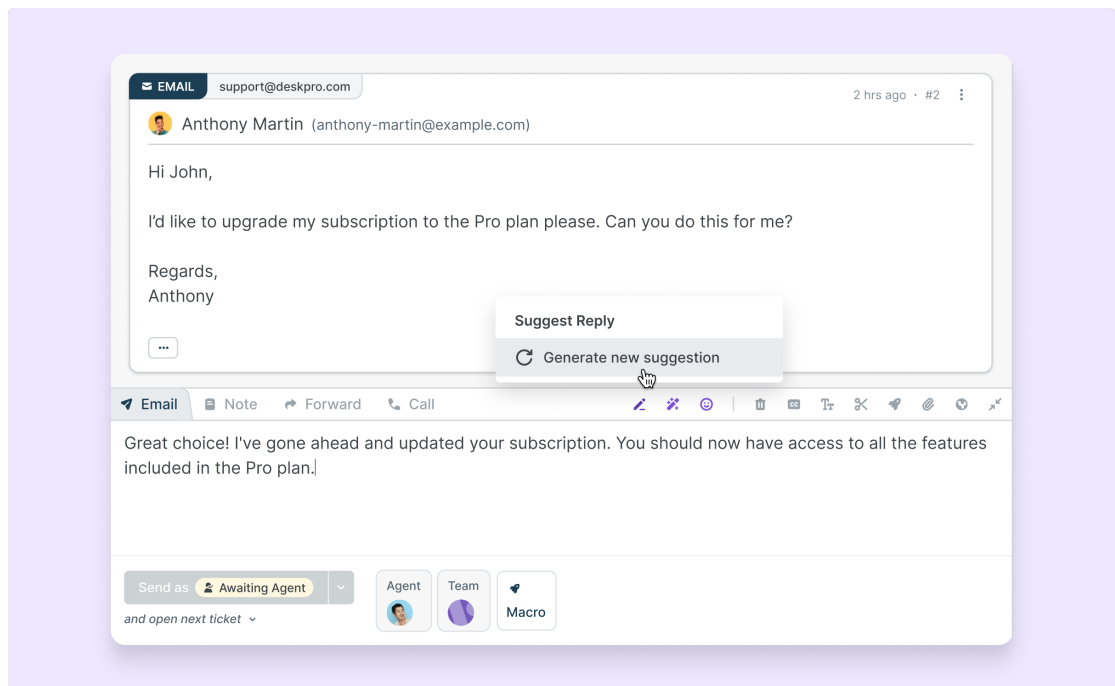 EMAIL support@deskpro.com
2 hrs ago · #2
Anthony Martin (anthony-martin@example.com)
Hi John,
I’d like to upgrade my subscription to the Pro plan please. Can you do this for me?
Regards,
Anthony
Suggest Reply
Generate new suggestion
Email Note Forward Call
CC Tт
Great choice! I've gone ahead and updated your subscription. You should now have access to all the features
included in the Pro plan.
Send as Awaiting Agent
and open next ticket
Agent Team
Macro